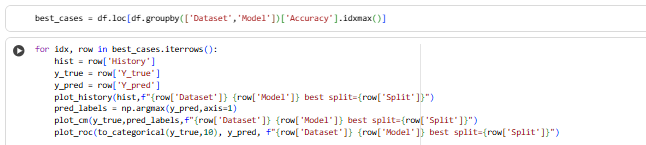 best_cases = df.loc[df.groupby(['Dataset','Model'])['Accuracy'].idxmax()]
for idx, row in best_cases.iterrows():
    hist = row['History']
    y_true = row['Y_true']
    y_pred = row['Y_pred']
    plot_history(hist,f"{row['Dataset']} {row['Model']} best split={row['Split']}")
    pred_labels = np.argmax(y_pred,axis=1)
    plot_cm(y_true,pred_labels,f"{row['Dataset']} {row['Model']} best split={row['Split']}")
    plot_roc(to_categorical(y_true,10), y_pred, f"{row['Dataset']} {row['Model']} best split={row['Split']}")